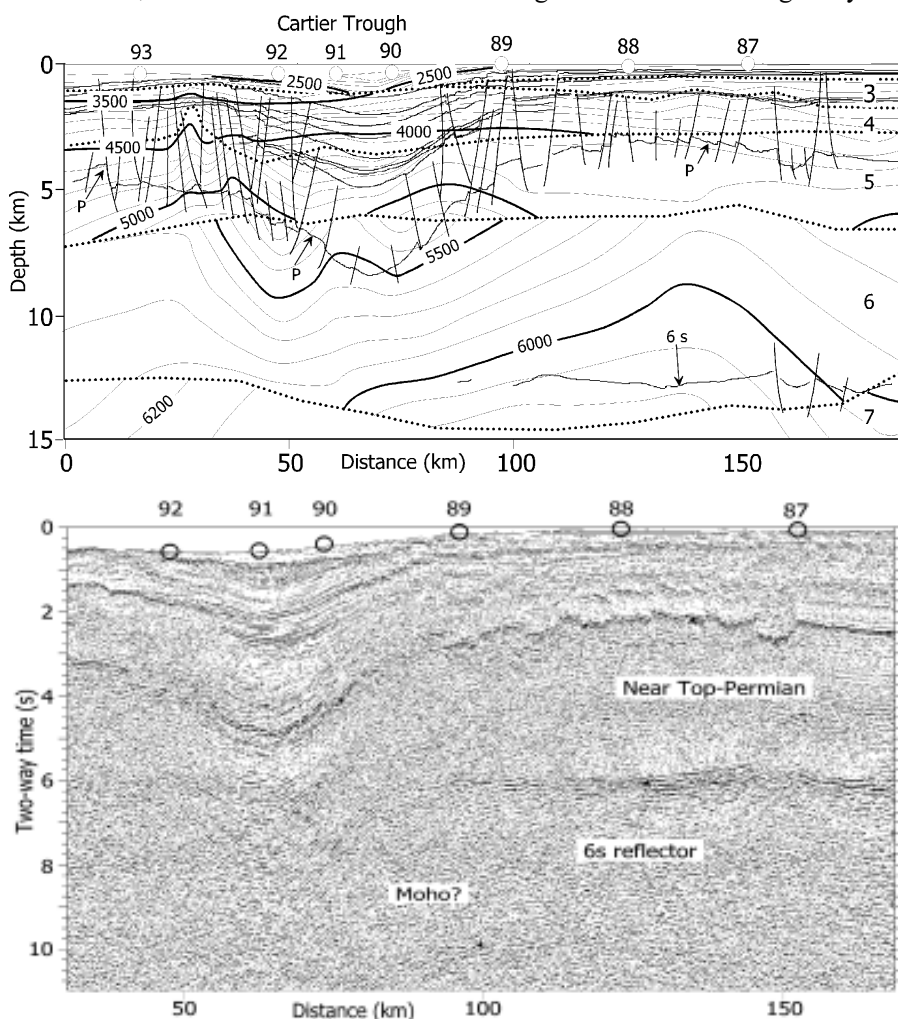 Cartier Trough
93 92 91 90 89 88 87
0
2500 2500
3500 3
4000 4
4500
5 5
P P
5000
5500
P
Depth (km)
10 6
6000 6 s
6200 7
15
0 50 Distance (km) 100 150
92 91 90 89 88 87
0
2
Near Top-Permian
4
Two-way time (s)
6
6s reflector
8
Moho?
10
50 Distance (km) 100 150